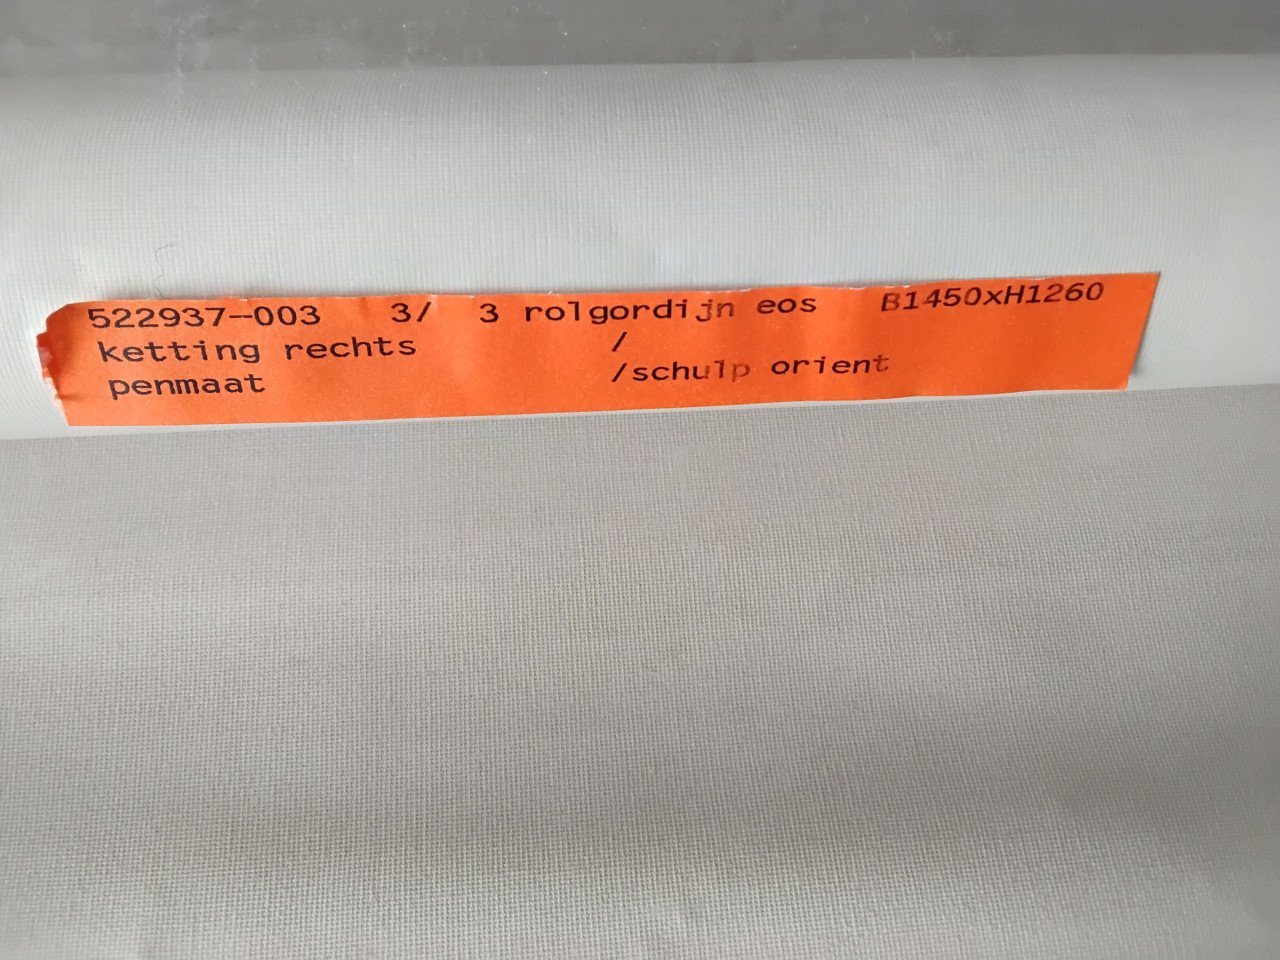 522937-003 3/ 3 rolgordijn eos B1450xH1260
ketting rechts /
penmaat /schulp orient